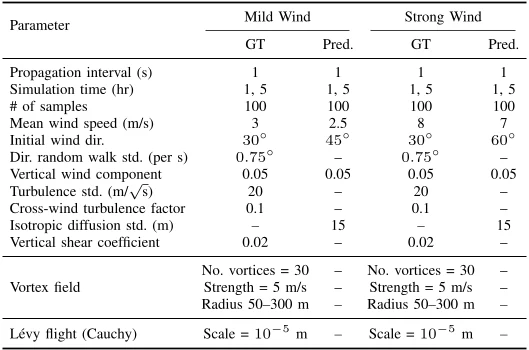 Parameter Mild Wind Strong Wind
GT Pred. GT Pred.
Propagation interval (s) 1 1 1 1
Simulation time (hr) 1, 5 1, 5 1, 5 1, 5
# of samples 100 100 100 100
Mean wind speed (m/s) 3 2.5 8 7
Initial wind dir. 30° 45° 30° 60°
Dir. random walk std. (per s) 0.75° – 0.75° –
Vertical wind component 0.05 0.05 0.05 0.05
Turbulence std. (m/√s) 20 – 20 –
Cross-wind turbulence factor 0.1 – 0.1 –
Isotropic diffusion std. (m) – 15 – 15
Vertical shear coefficient 0.02 – 0.02 –
No. vortices = 30 – No. vortices = 30 –
Vortex field Strength = 5 m/s – Strength = 5 m/s –
Radius 50–300 m – Radius 50–300 m –
Lévy flight (Cauchy) Scale = 10⁻⁵ m – Scale = 10⁻⁵ m –